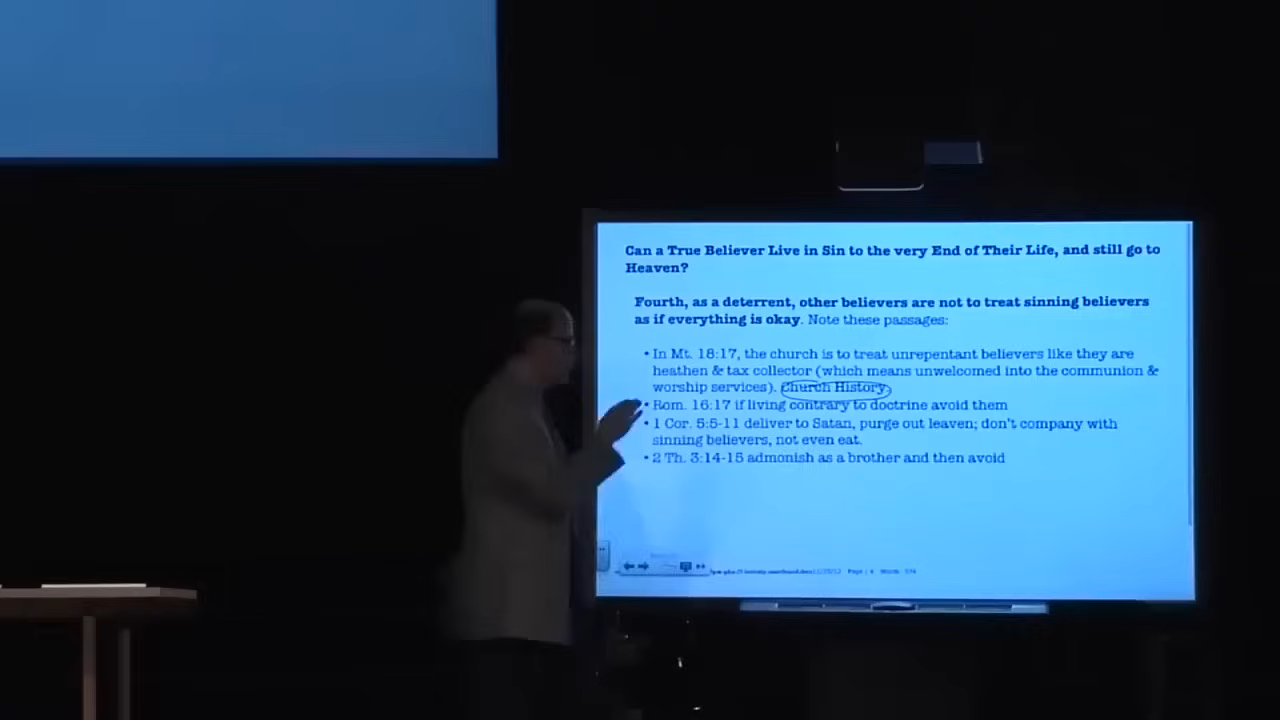 Can a True Believer Live in Sin to the very End of Their Life, and still go to
Heaven?
Fourth, as a deterrent, other believers are not to treat sinning believers
as if everything is okay. Note these passages:
• In Mt. 18:17, the church is to treat unrepentant believers like they are
heathen & tax collector (which means unwelcomed into the communion &
worship services). Church History.
• Rom. 16:17 if living contrary to doctrine avoid them
• 1 Cor. 5:5-11 deliver to Satan, purge out leaven; don't company with
sinning believers, not even eat.
• 2 Th. 3:14-15 admonish as a brother and then avoid